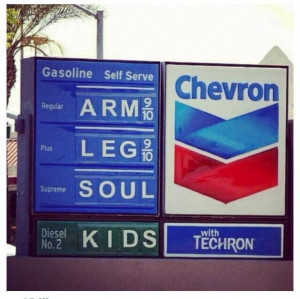 Gasoline Self Serve
Regular ARM 9/10
Plus LEG 9/10
Supreme SOUL
Diesel No. 2 KIDS
Chevron
with
TECHRON®